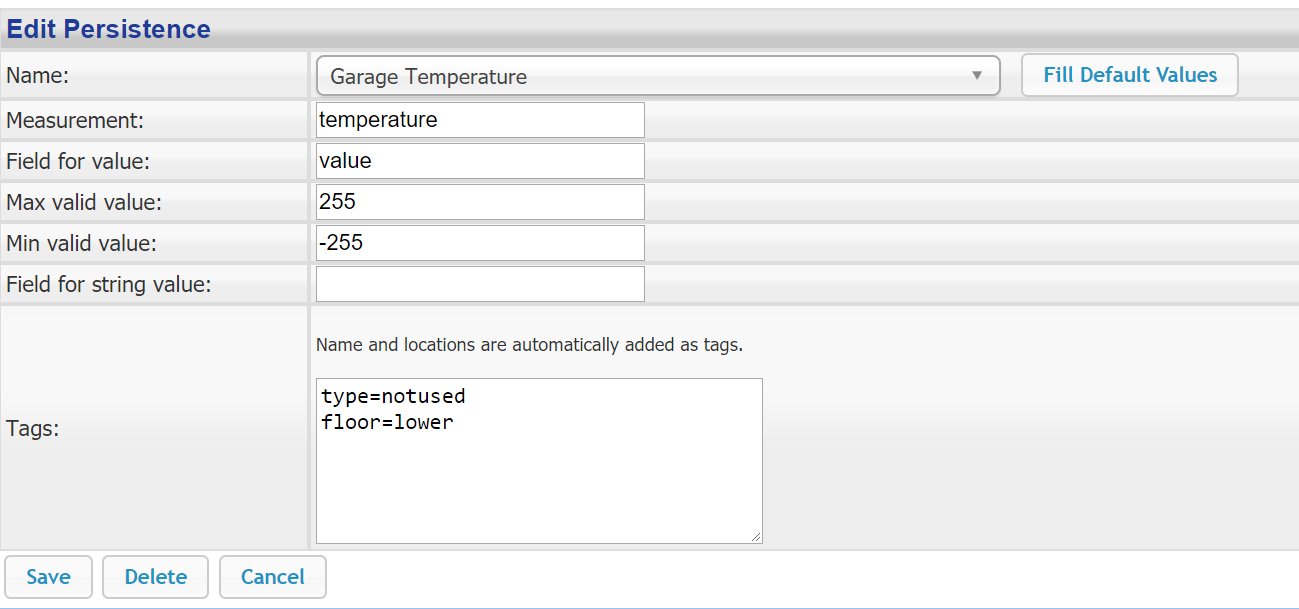 Edit Persistence
Name: Garage Temperature Fill Default Values
Measurement: temperature
Field for value: value
Max valid value: 255
Min valid value: -255
Field for string value:
Name and locations are automatically added as tags.
Tags:
type=notused
floor=lower
Save Delete Cancel